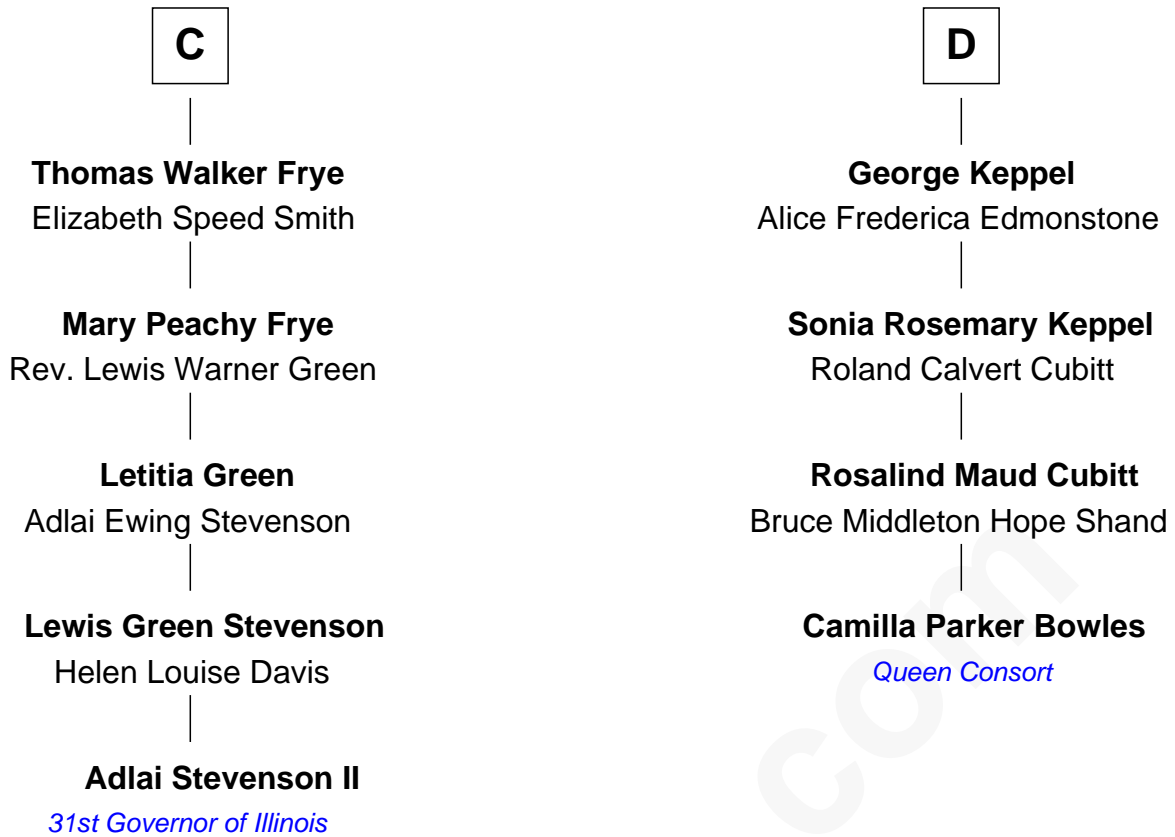 C
Thomas Walker Frye
Elizabeth Speed Smith
Mary Peachy Frye
Rev. Lewis Warner Green
Letitia Green
Adlai Ewing Stevenson
Lewis Green Stevenson
Helen Louise Davis
Adlai Stevenson II
31st Governor of Illinois
D
George Keppel
Alice Frederica Edmonstone
Sonia Rosemary Keppel
Roland Calvert Cubitt
Rosalind Maud Cubitt
Bruce Middleton Hope Shand
Camilla Parker Bowles
Queen Consort
com